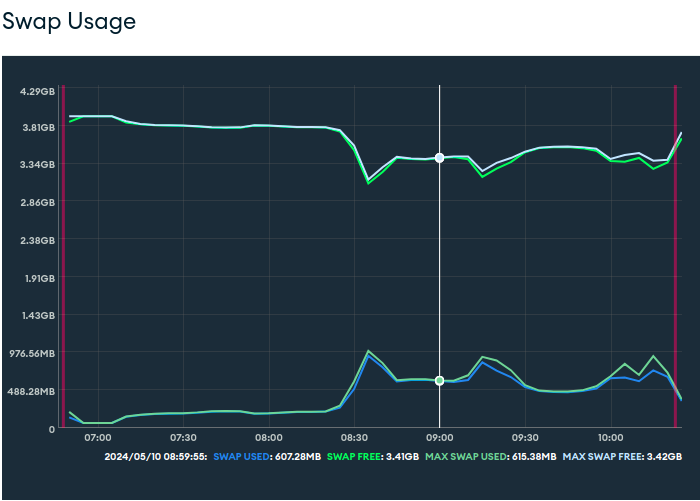 Swap Usage
4.29GB
3.81GB
3.34GB
2.86GB
2.38GB
1.91GB
1.43GB
976.56MB
488.28MB
0
07:00 07:30 08:00 08:30 09:00 09:30 10:00
2024/05/10 08:59:55: SWAP USED: 607.28MB SWAP FREE: 3.41GB MAX SWAP USED: 615.38MB MAX SWAP FREE: 3.42GB